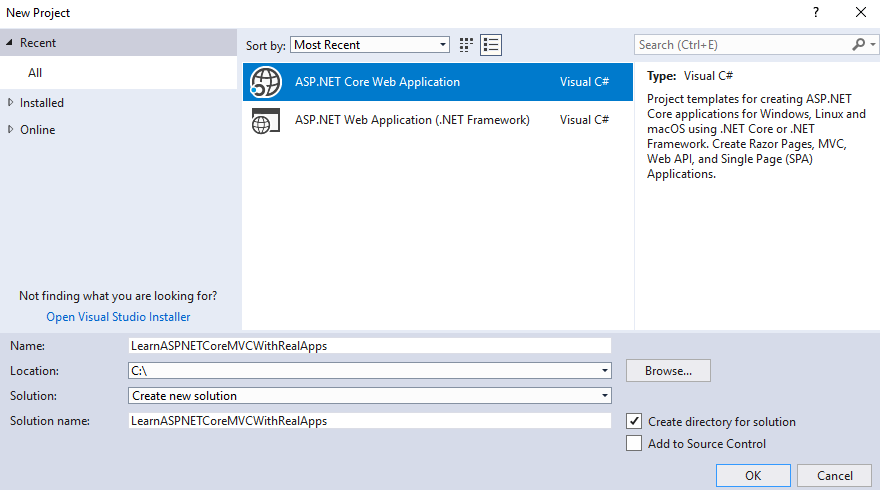 New Project
?
Recent
All
Installed
Online
Not finding what you are looking for?
Open Visual Studio Installer
Sort by: Most Recent
ASP.NET Core Web Application Visual C#
ASP.NET Web Application (.NET Framework) Visual C#
Search (Ctrl+E)
Type: Visual C#
Project templates for creating ASP.NET
Core applications for Windows, Linux and
macOS using .NET Core or .NET
Framework. Create Razor Pages, MVC,
Web API, and Single Page (SPA)
Applications.
Name: LearnASPNETCoreMVCWithRealApps
Location: C:\ Browse...
Solution: Create new solution
Solution name: LearnASPNETCoreMVCWithRealApps
Create directory for solution
Add to Source Control
OK Cancel